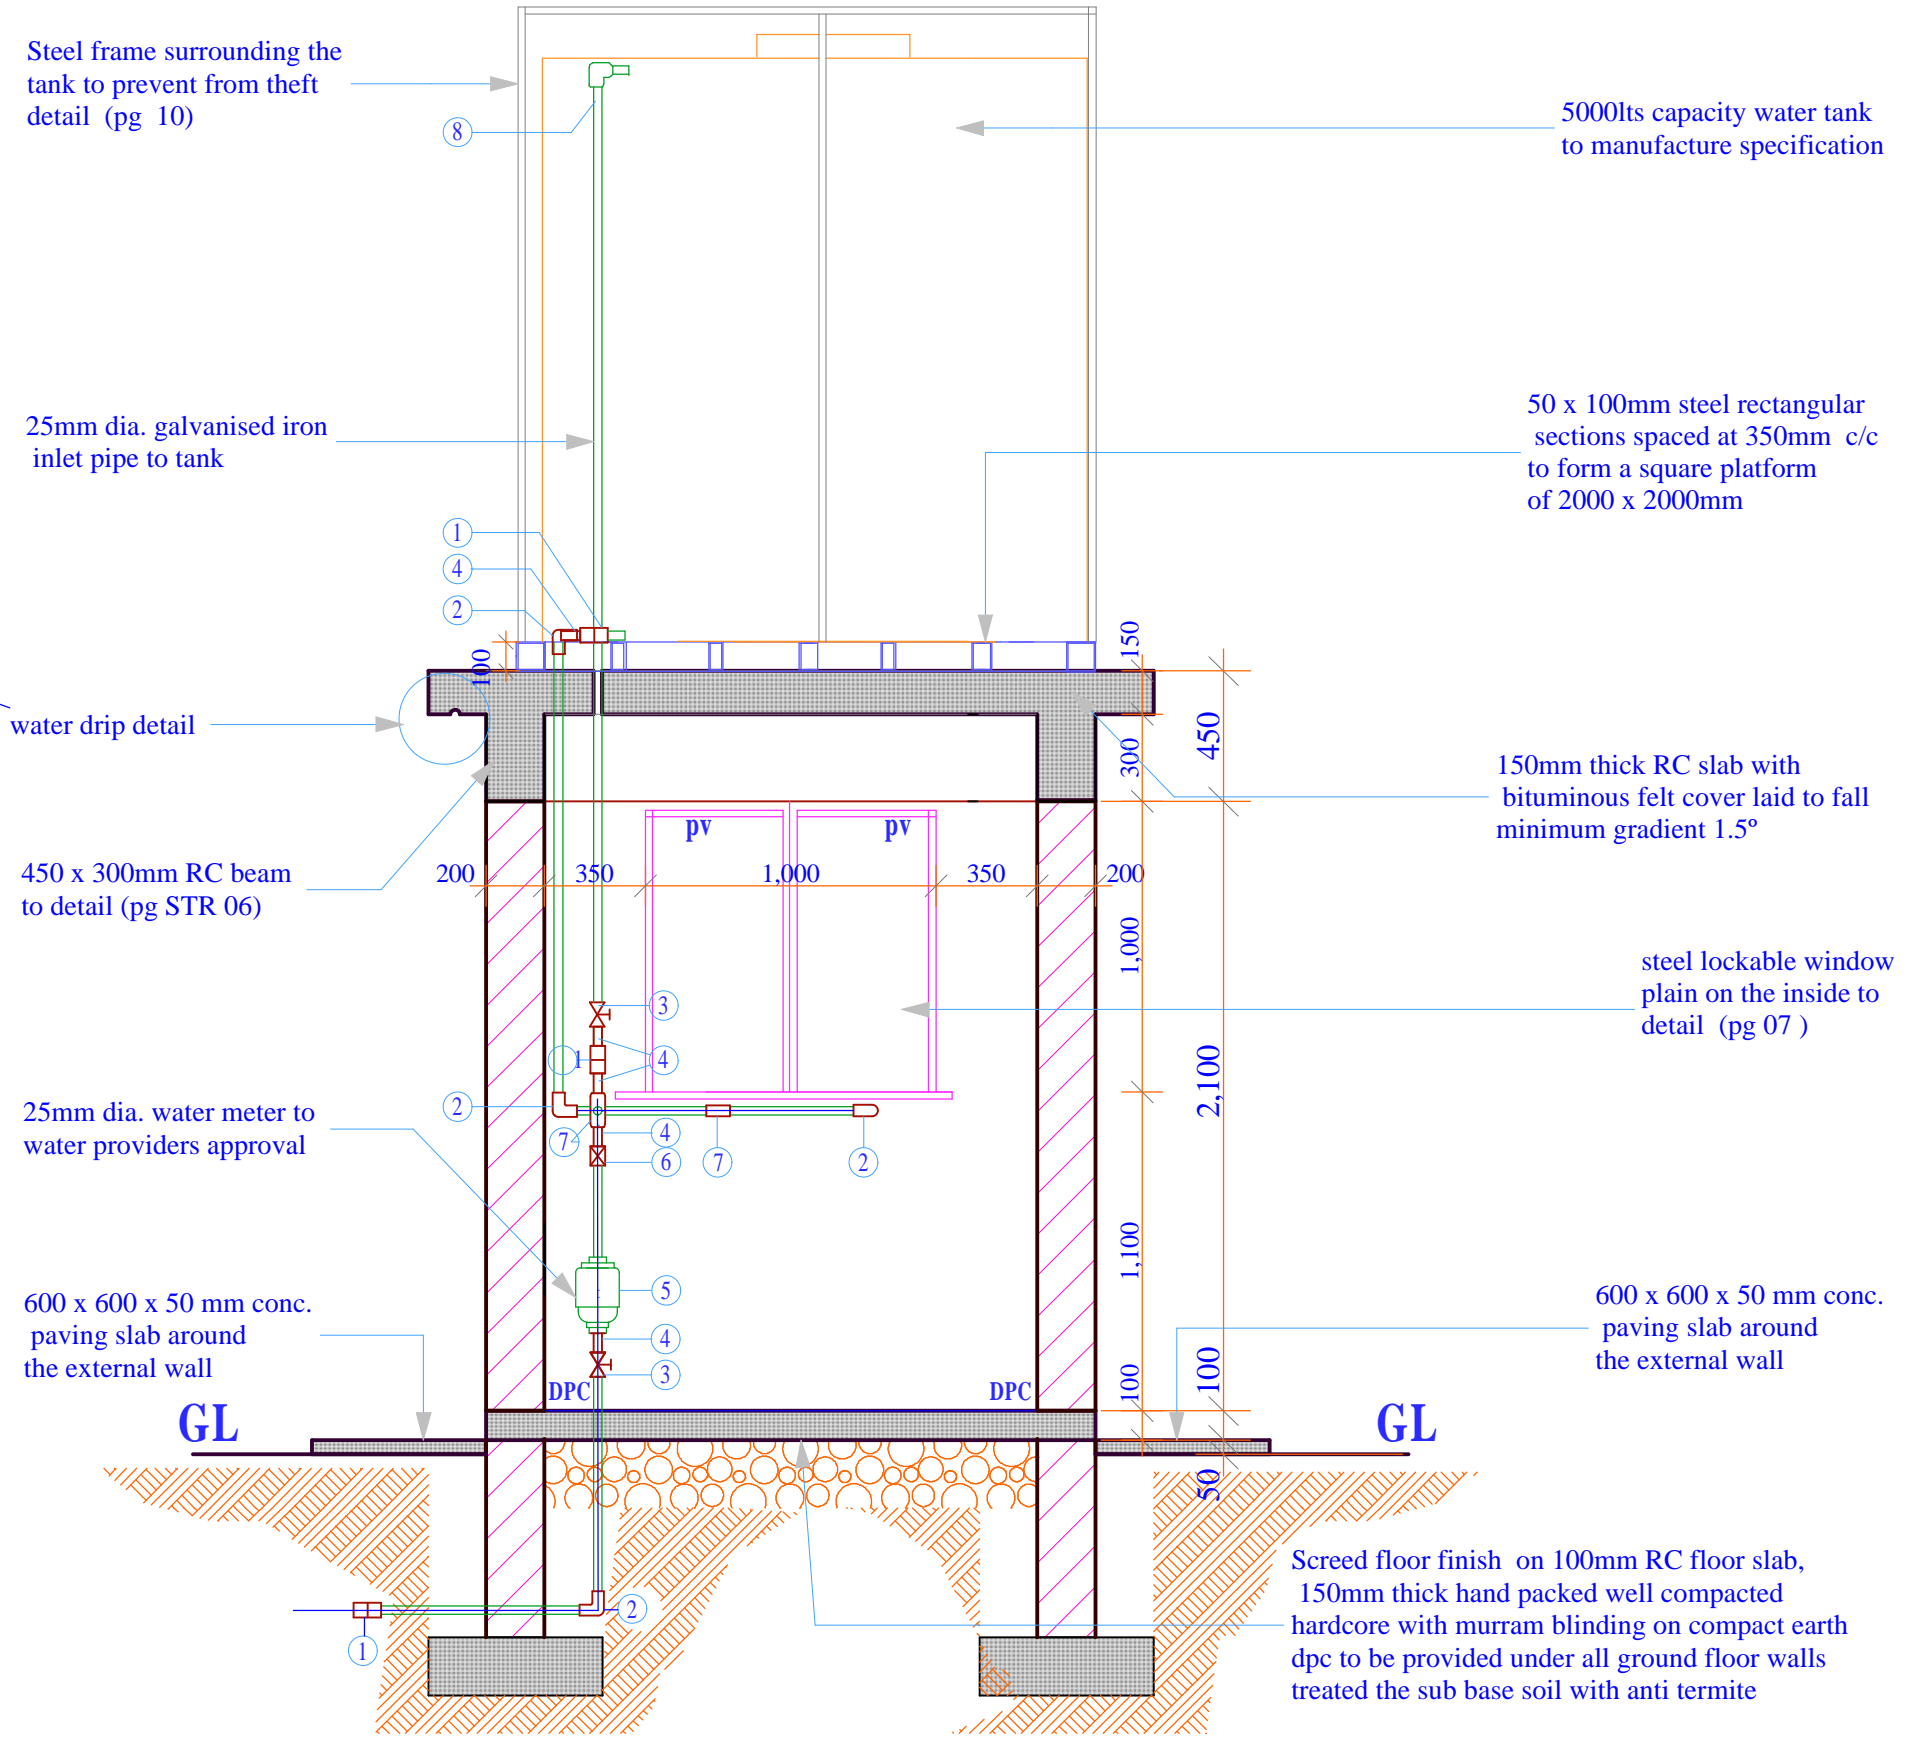 Steel frame surrounding the
tank to prevent from theft
detail (pg 10)
8
5000lts capacity water tank
to manufacture specification
25mm dia. galvanised iron
inlet pipe to tank
50 x 100mm steel rectangular
sections spaced at 350mm c/c
to form a square platform
of 2000 x 2000mm
1
4
2
100
150
water drip detail
300
450
150mm thick RC slab with
bituminous felt cover laid to fall
minimum gradient 1.5°
450 x 300mm RC beam
to detail (pg STR 06)
pv
pv
200
350
1,000
350
200
1,000
steel lockable window
plain on the inside to
detail (pg 07 )
3
1
4
2,100
25mm dia. water meter to
water providers approval
2
7
4
6
7
2
1,100
5
4
3
600 x 600 x 50 mm conc.
paving slab around
the external wall
600 x 600 x 50 mm conc.
paving slab around
the external wall
DPC
DPC
100
100
GL
GL
50
2
1
Screed floor finish on 100mm RC floor slab,
150mm thick hand packed well compacted
hardcore with murram blinding on compact earth
dpc to be provided under all ground floor walls
treated the sub base soil with anti termite